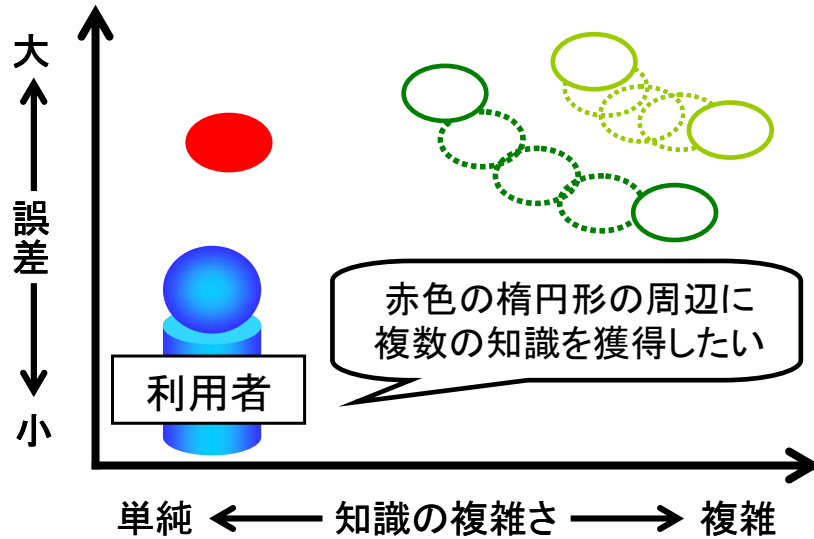 大
誤差
小
赤色の楕円形の周辺に
複数の知識を獲得したい
利用者
単純
知識の複雑さ
複雑